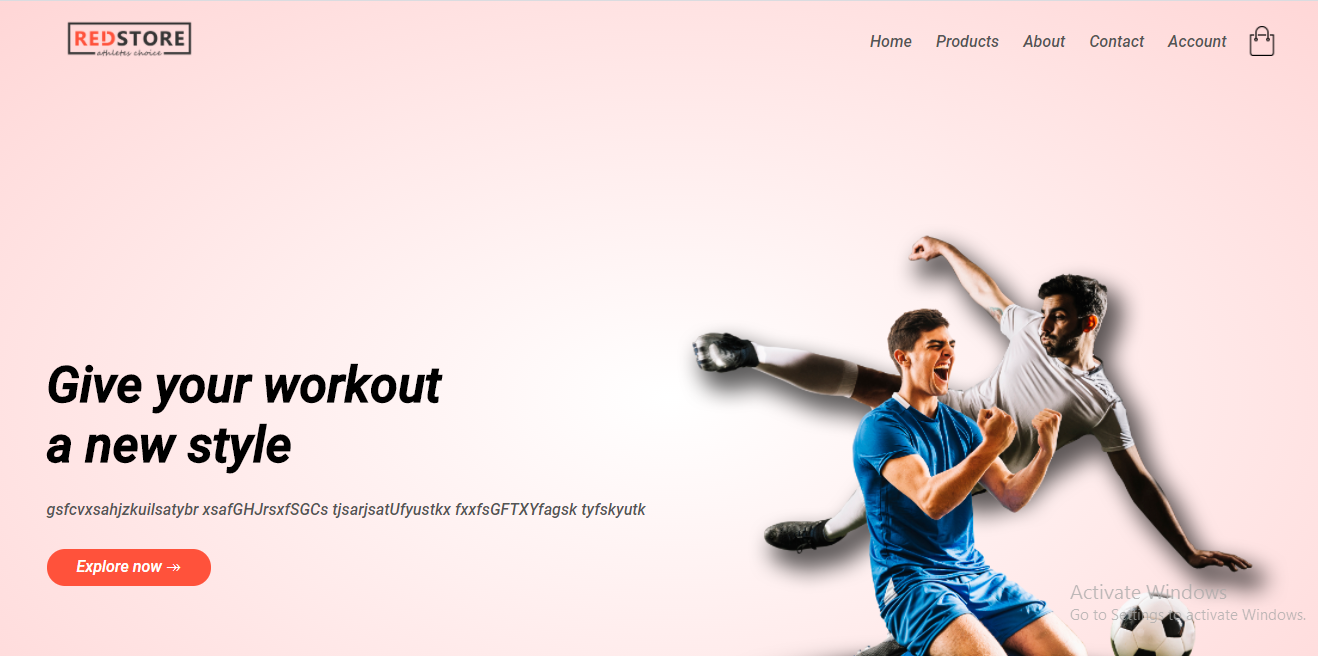 REDSTORE
athletes choice
Home Products About Contact Account
Give your workout
a new style
gsfcvxsahjzkuilsatybr xsafGHJrsxfSGCs tjsarjsatUfyustkx fxxfsGFTXYfagsk tyfskyutk
Explore now →
Activate Windows
Go to Settings to activate Windows.